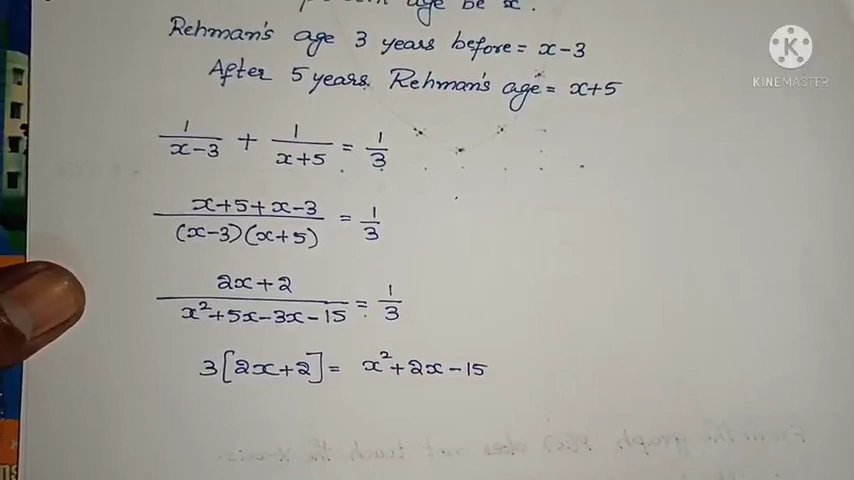 age be x.
Rehman's age 3 years before = x-3
After 5 years Rehman's age = x+5
1/(x-3) + 1/(x+5) = 1/3
(x+5+x-3)/((x-3)(x+5)) = 1/3
(2x+2)/(x²+5x-3x-15) = 1/3
3[2x+2] = x²+2x-15
K
KINEMASTER